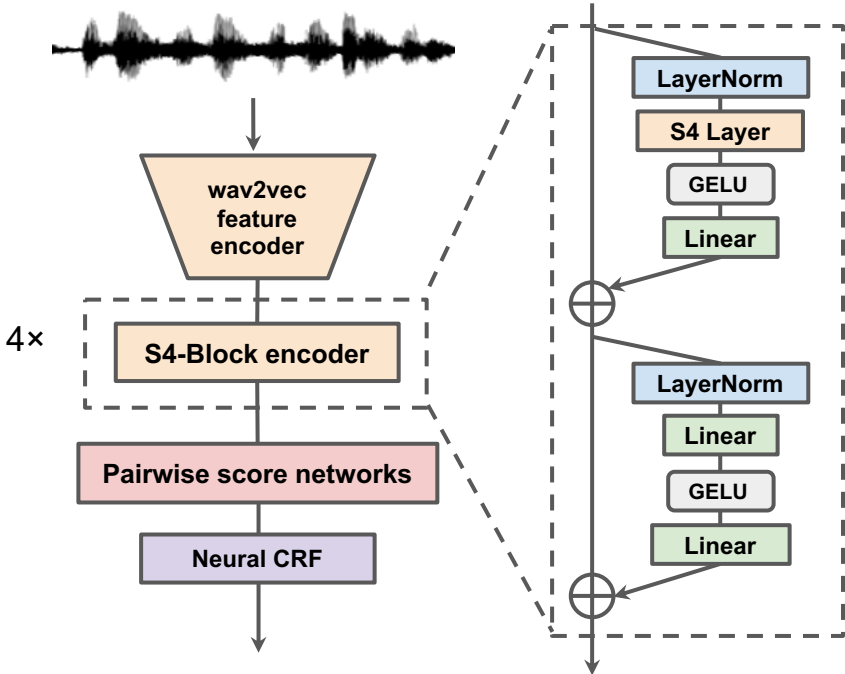 wav2vec
feature
encoder
4×
S4-Block encoder
Pairwise score networks
Neural CRF
LayerNorm
S4 Layer
GELU
Linear
LayerNorm
Linear
GELU
Linear